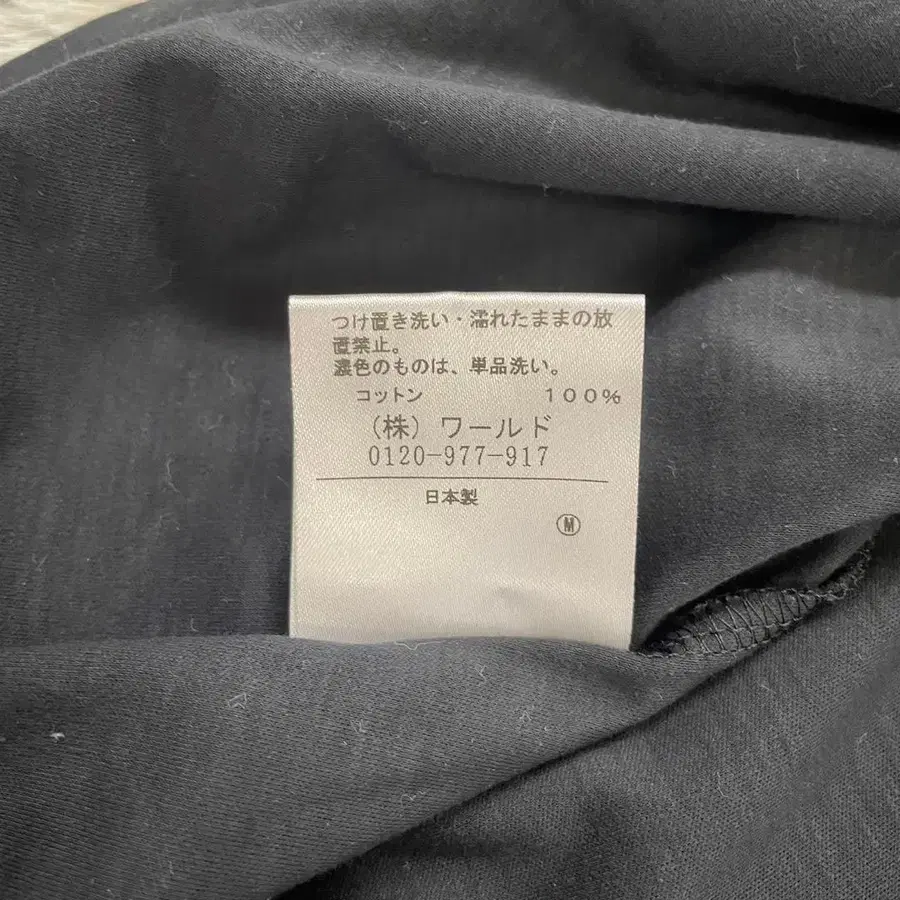 つけ置き洗い・濡れたままの放
置禁止。
濃色のものは、単品洗い。
コットン 100%
(株) ワールド
0120-977-917
日本製
Ⓜ